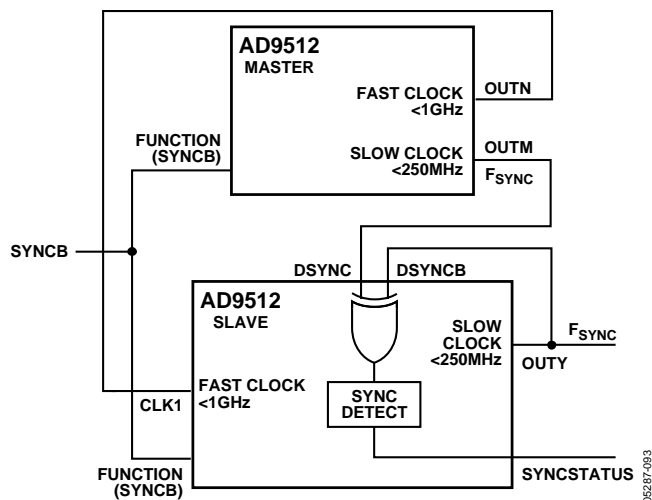 AD9512
MASTER
FAST CLOCK
<1GHz
OUTN
FUNCTION
(SYNCB)
SLOW CLOCK
<250MHz
OUTM
FSYNC
SYNCB
DSYNC
DSYNCB
AD9512
SLAVE
SLOW
CLOCK
<250MHz
FSYNC
OUTY
FAST CLOCK
<1GHz
CLK1
SYNC
DETECT
FUNCTION
(SYNCB)
SYNCSTATUS
05287-093